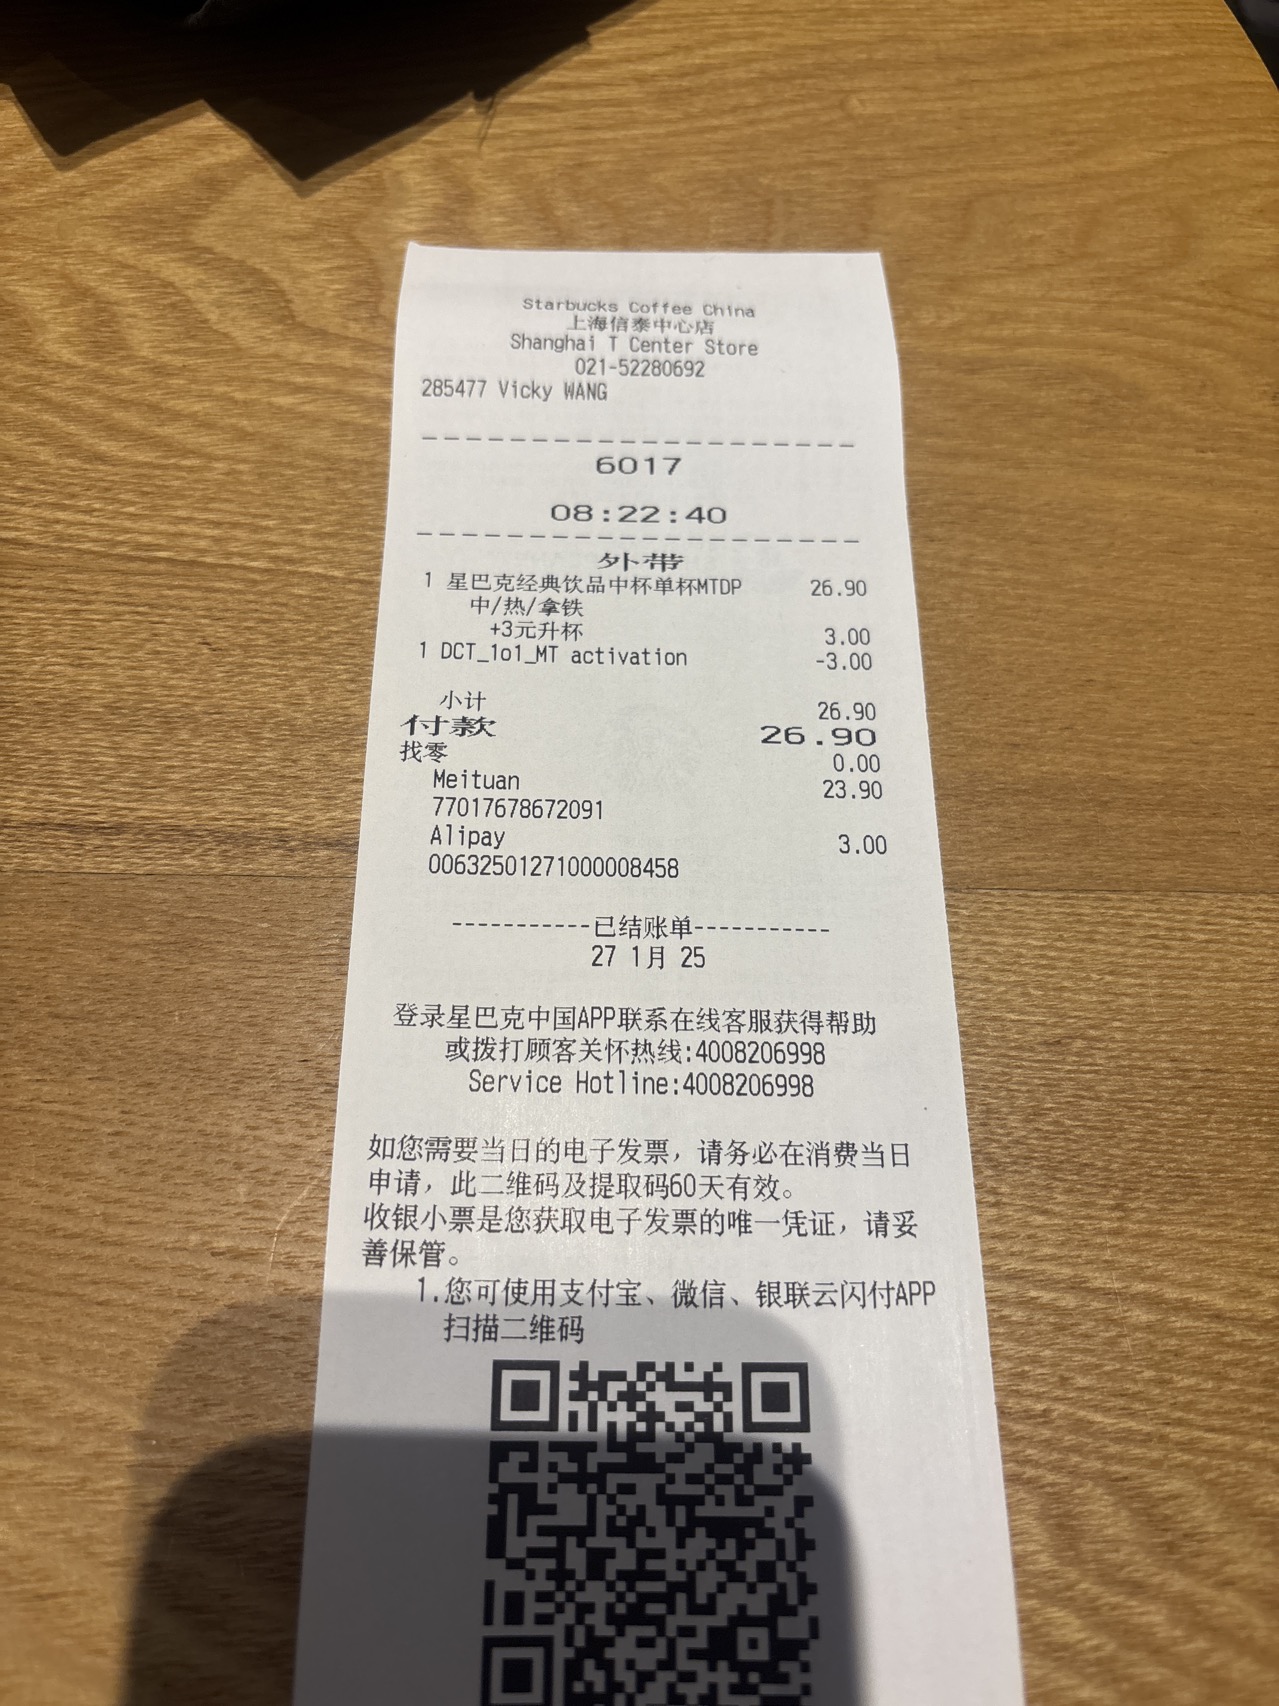 Starbucks Coffee China
上海信泰中心店
Shanghai T Center Store
021-52280692
285477 Vicky WANG
--------------------
6017
08:22:40
--------------------
外带
1 星巴克经典饮品中杯单杯MTDP 26.90
中/热/拿铁
+3元升杯 3.00
1 DCT_1o1_MT activation -3.00
小计 26.90
付款 26.90
找零 0.00
Meituan 23.90
77017678672091
Alipay 3.00
00632501271000008458
-----------已结账单-----------
27 1月 25
登录星巴克中国APP联系在线客服获得帮助
或拨打顾客关怀热线:4008206998
Service Hotline:4008206998
如您需要当日的电子发票，请务必在消费当日
申请，此二维码及提取码60天有效。
收银小票是您获取电子发票的唯一凭证，请妥
善保管。
1.您可使用支付宝、微信、银联云闪付APP
扫描二维码